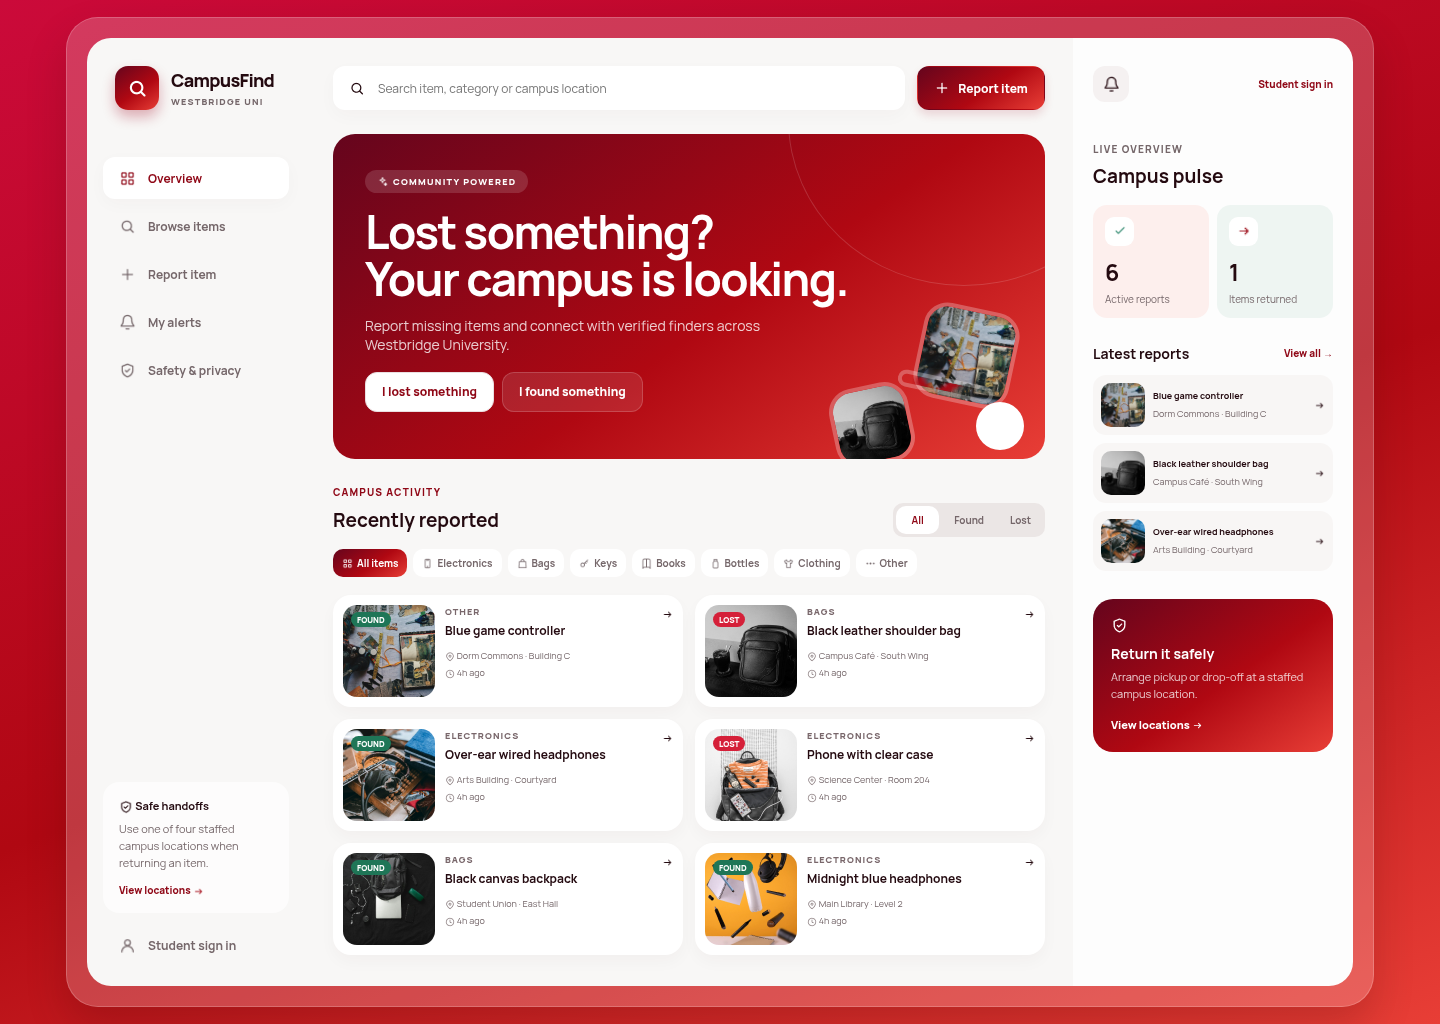 CampusFind
WESTBRIDGE UNI
Overview
Browse items
Report item
My alerts
Safety & privacy
Safe handoffs
Use one of four staffed
campus locations when
returning an item.
View locations →
Student sign in
Search item, category or campus location
Report item
COMMUNITY POWERED
Lost something?
Your campus is looking.
Report missing items and connect with verified finders across
Westbridge University.
I lost something
I found something
CAMPUS ACTIVITY
Recently reported
All
Found
Lost
All items
Electronics
Bags
Keys
Books
Bottles
Clothing
Other
FOUND
OTHER
Blue game controller
Dorm Commons · Building C
4h ago
LOST
BAGS
Black leather shoulder bag
Campus Café · South Wing
4h ago
FOUND
ELECTRONICS
Over-ear wired headphones
Arts Building · Courtyard
4h ago
LOST
ELECTRONICS
Phone with clear case
Science Center · Room 204
4h ago
FOUND
BAGS
Black canvas backpack
Student Union · East Hall
4h ago
FOUND
ELECTRONICS
Midnight blue headphones
Main Library · Level 2
4h ago
Student sign in
LIVE OVERVIEW
Campus pulse
6
Active reports
1
Items returned
Latest reports
View all →
Blue game controller
Dorm Commons · Building C
Black leather shoulder bag
Campus Café · South Wing
Over-ear wired headphones
Arts Building · Courtyard
Return it safely
Arrange pickup or drop-off at a staffed
campus location.
View locations →